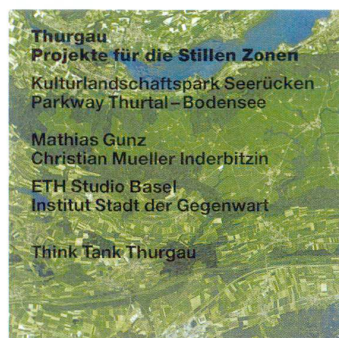 Thurgau
Projekte für die Stillen Zonen
Kulturlandschaftspark Seerücken
Parkway Thurtal–Bodensee
Mathias Gunz
Christian Mueller Inderbitzin
ETH Studio Basel
Institut Stadt der Gegenwart
Think Tank Thurgau